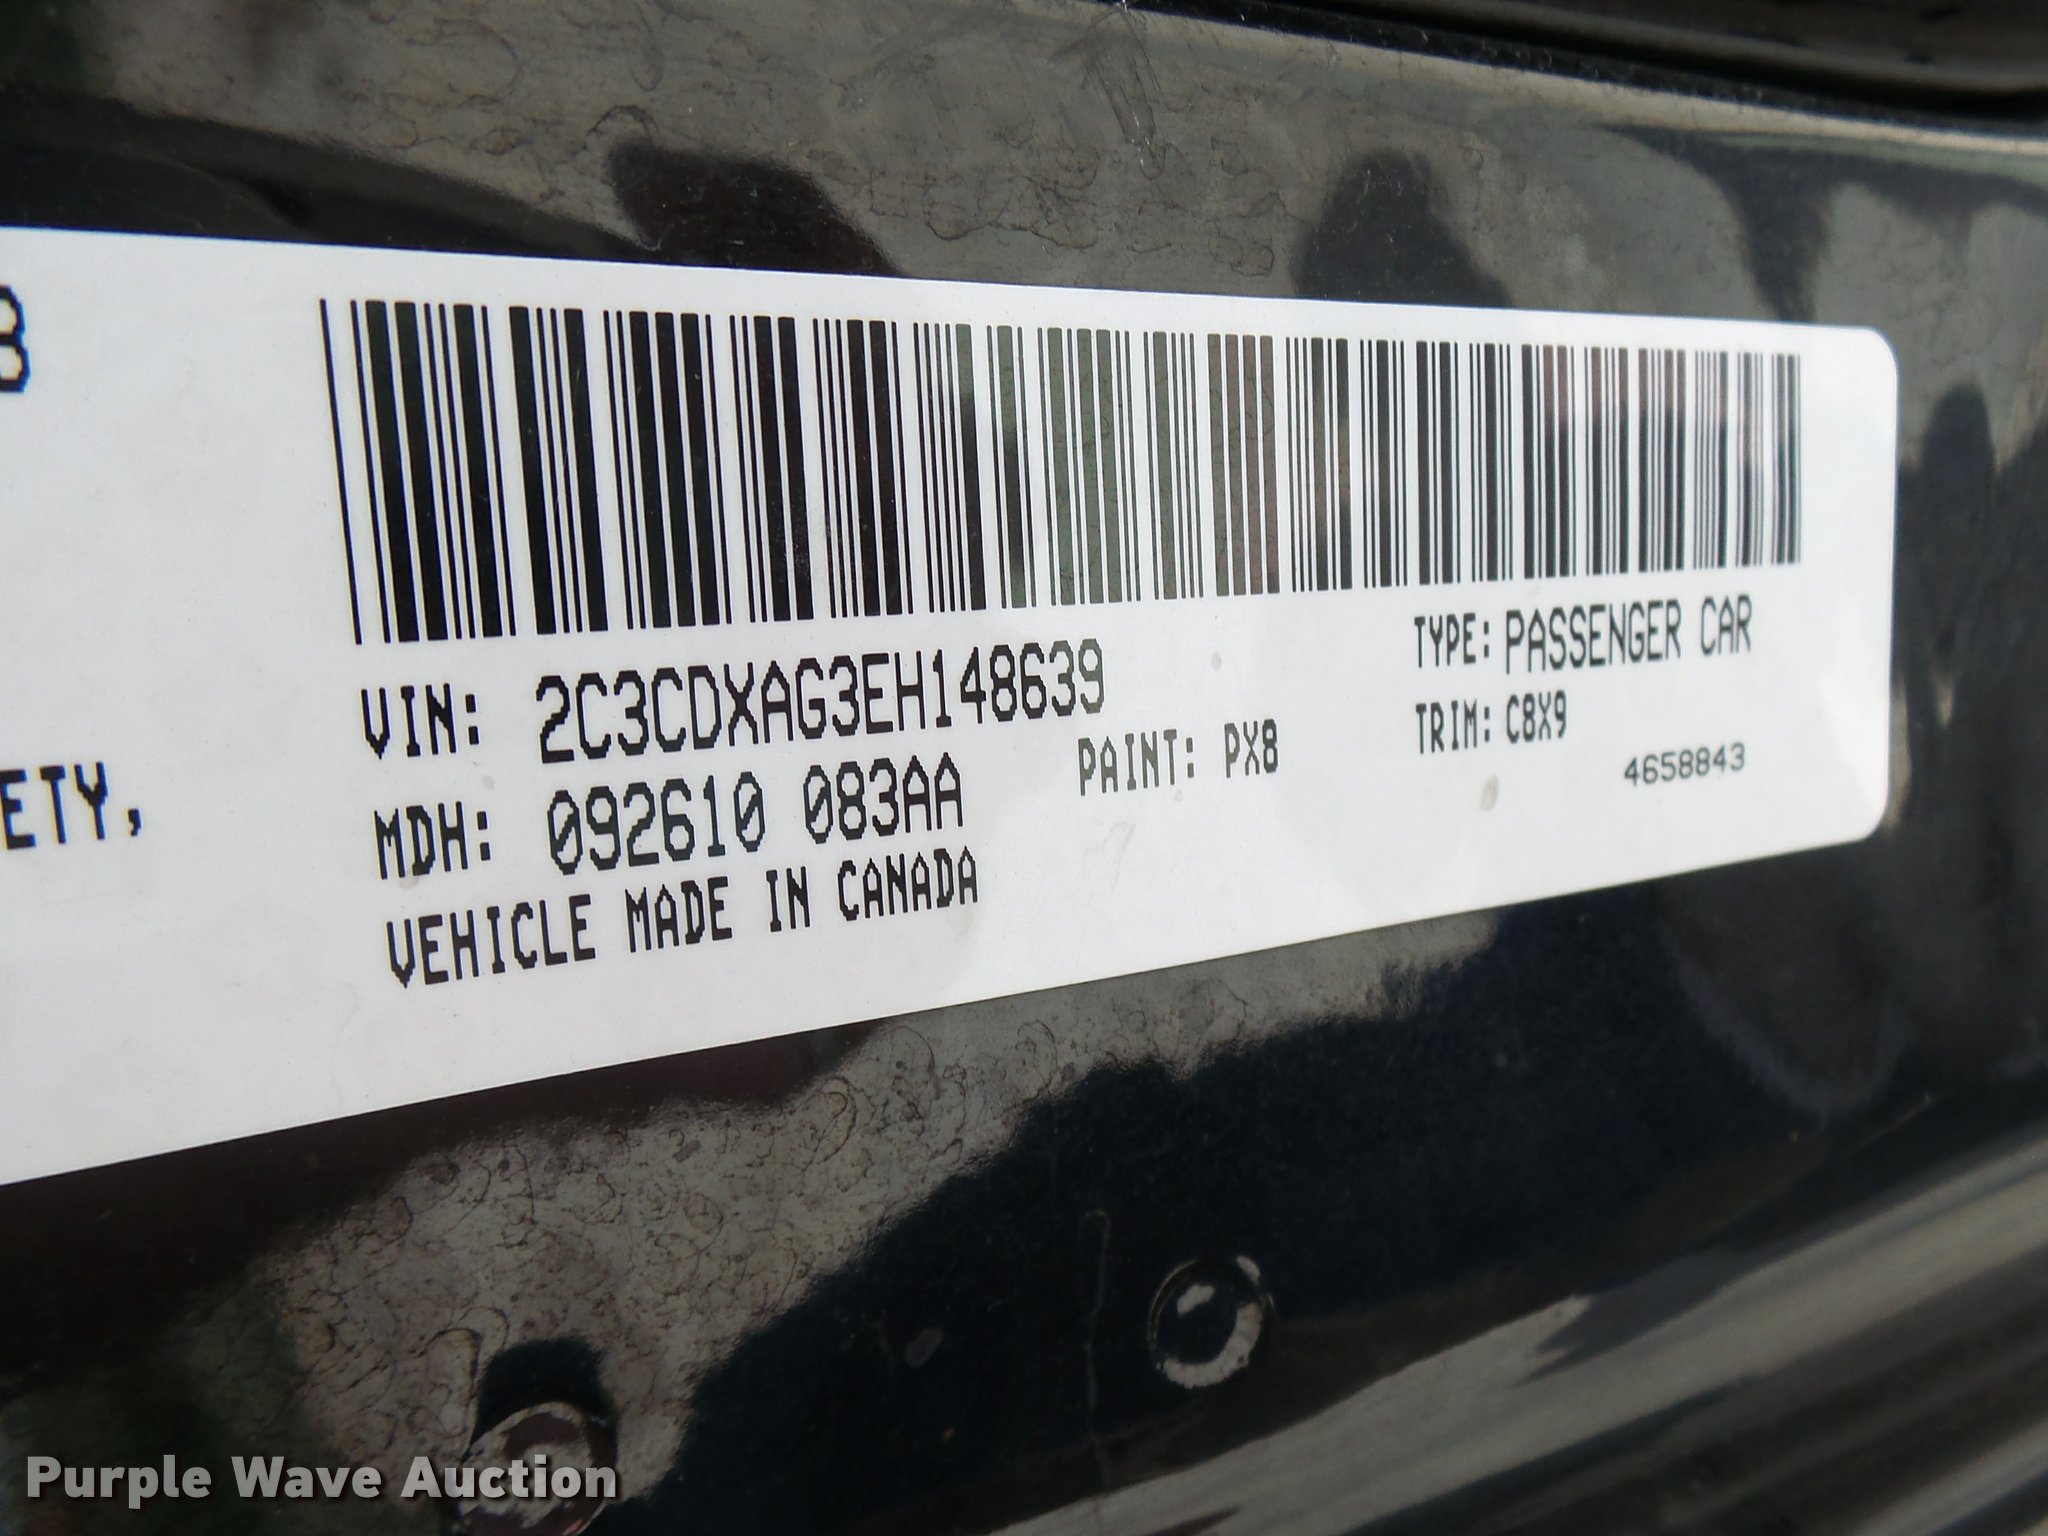 VIN: 2C3CDXAG3EH148639
TYPE: PASSENGER CAR
MDH: 092610 083AA
PAINT: PX8
TRIM: C8X9
4658843
ETY,
VEHICLE MADE IN CANADA
Purple Wave Auction